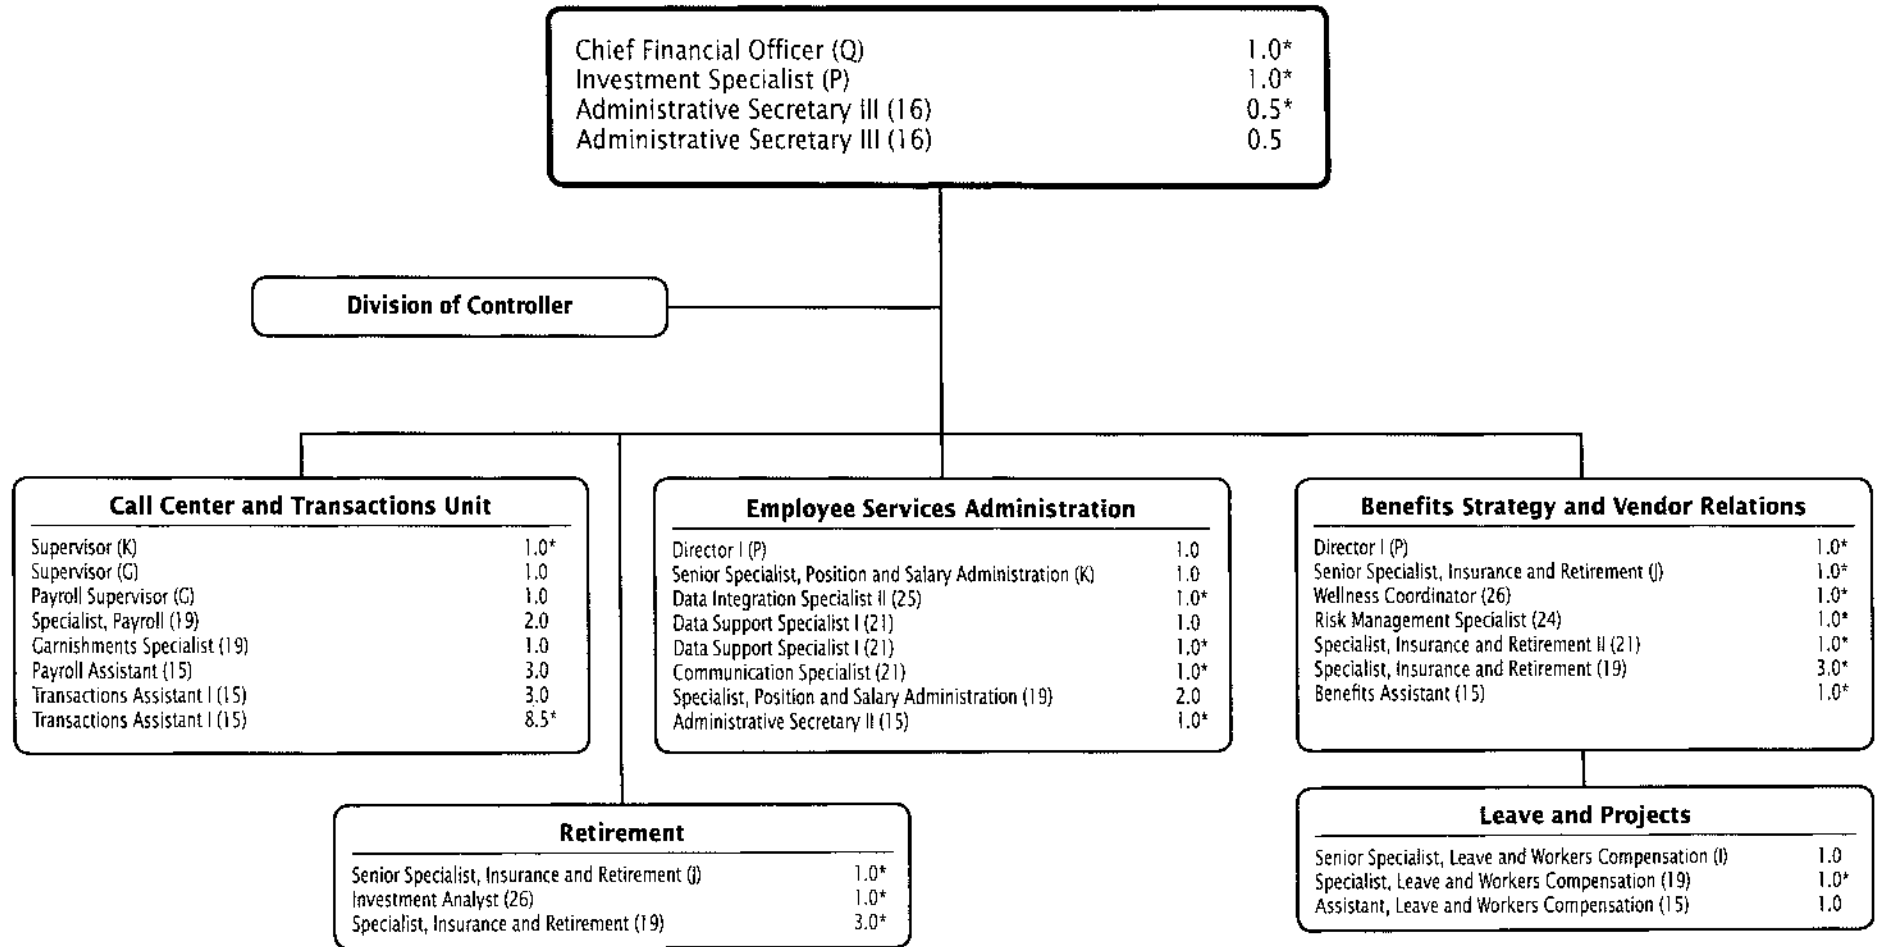 Chief Financial Officer (Q) 1.0*
Investment Specialist (P) 1.0*
Administrative Secretary III (16) 0.5*
Administrative Secretary III (16) 0.5
Division of Controller
Call Center and Transactions Unit
Supervisor (K) 1.0*
Supervisor (G) 1.0
Payroll Supervisor (G) 1.0
Specialist, Payroll (19) 2.0
Garnishments Specialist (19) 1.0
Payroll Assistant (15) 3.0
Transactions Assistant I (15) 3.0
Transactions Assistant I (15) 8.5*
Employee Services Administration
Director I (P) 1.0
Senior Specialist, Position and Salary Administration (K) 1.0
Data Integration Specialist II (25) 1.0*
Data Support Specialist I (21) 1.0
Data Support Specialist I (21) 1.0*
Communication Specialist (21) 1.0*
Specialist, Position and Salary Administration (19) 2.0
Administrative Secretary II (15) 1.0*
Benefits Strategy and Vendor Relations
Director I (P) 1.0*
Senior Specialist, Insurance and Retirement (J) 1.0*
Wellness Coordinator (26) 1.0*
Risk Management Specialist (24) 1.0*
Specialist, Insurance and Retirement II (21) 1.0*
Specialist, Insurance and Retirement (19) 3.0*
Benefits Assistant (15) 1.0*
Retirement
Senior Specialist, Insurance and Retirement (J) 1.0*
Investment Analyst (26) 1.0*
Specialist, Insurance and Retirement (19) 3.0*
Leave and Projects
Senior Specialist, Leave and Workers Compensation (I) 1.0
Specialist, Leave and Workers Compensation (19) 1.0*
Assistant, Leave and Workers Compensation (15) 1.0